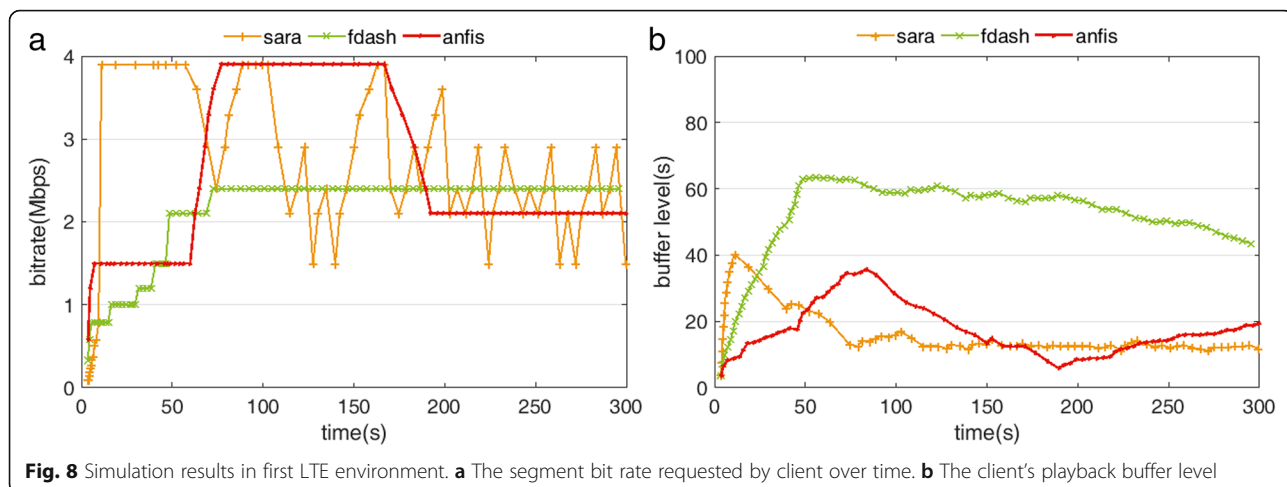 a
sara fdash anfis
4
3
2
1
0
bitrate(Mbps)
0 50 100 150 200 250 300
time(s)
b
sara fdash anfis
100
80
60
40
20
0
buffer level(s)
0 50 100 150 200 250 300
time(s)
Fig. 8 Simulation results in first LTE environment. a The segment bit rate requested by client over time. b The client's playback buffer level